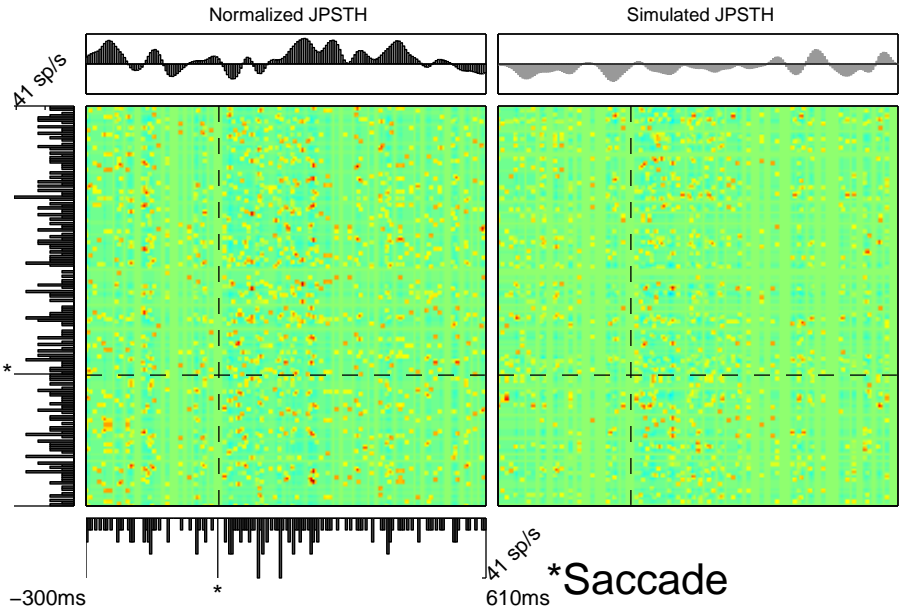 Normalized JPSTH
Simulated JPSTH
41 sp/s
*
*
41 sp/s
−300ms
610ms
*Saccade